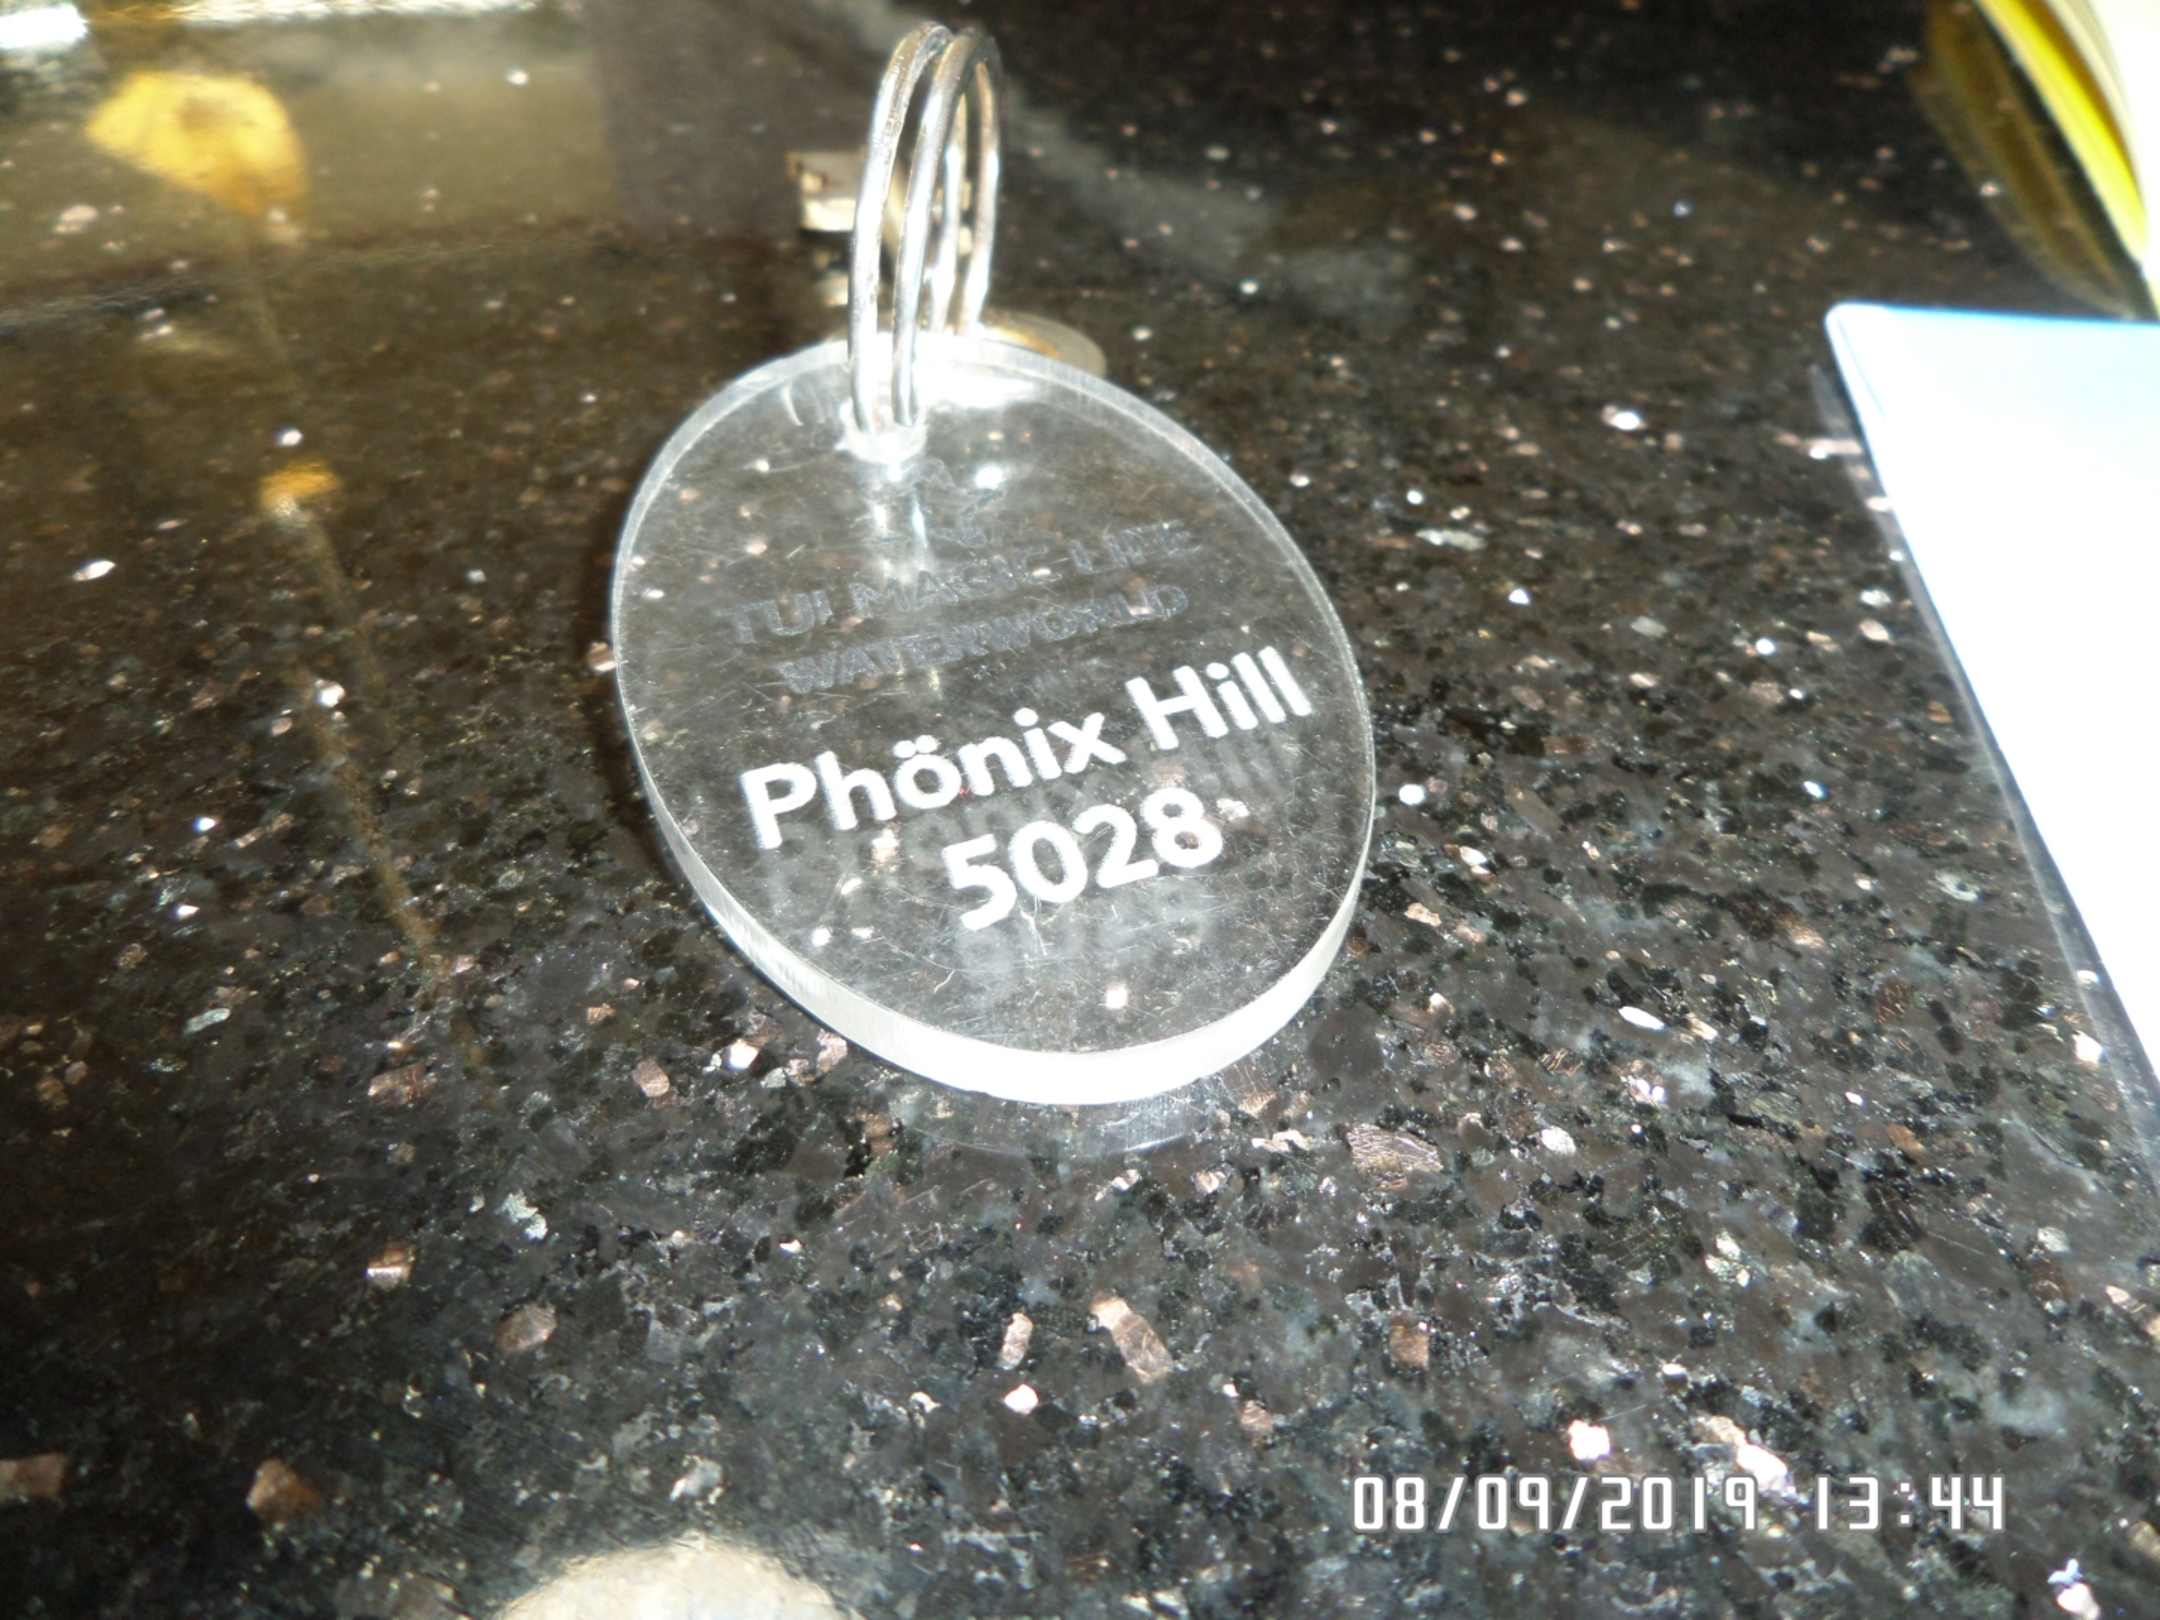 TUI MAGIC LIFE
WATERWORLD
Phönix Hill
5028
08/09/2019 13:44